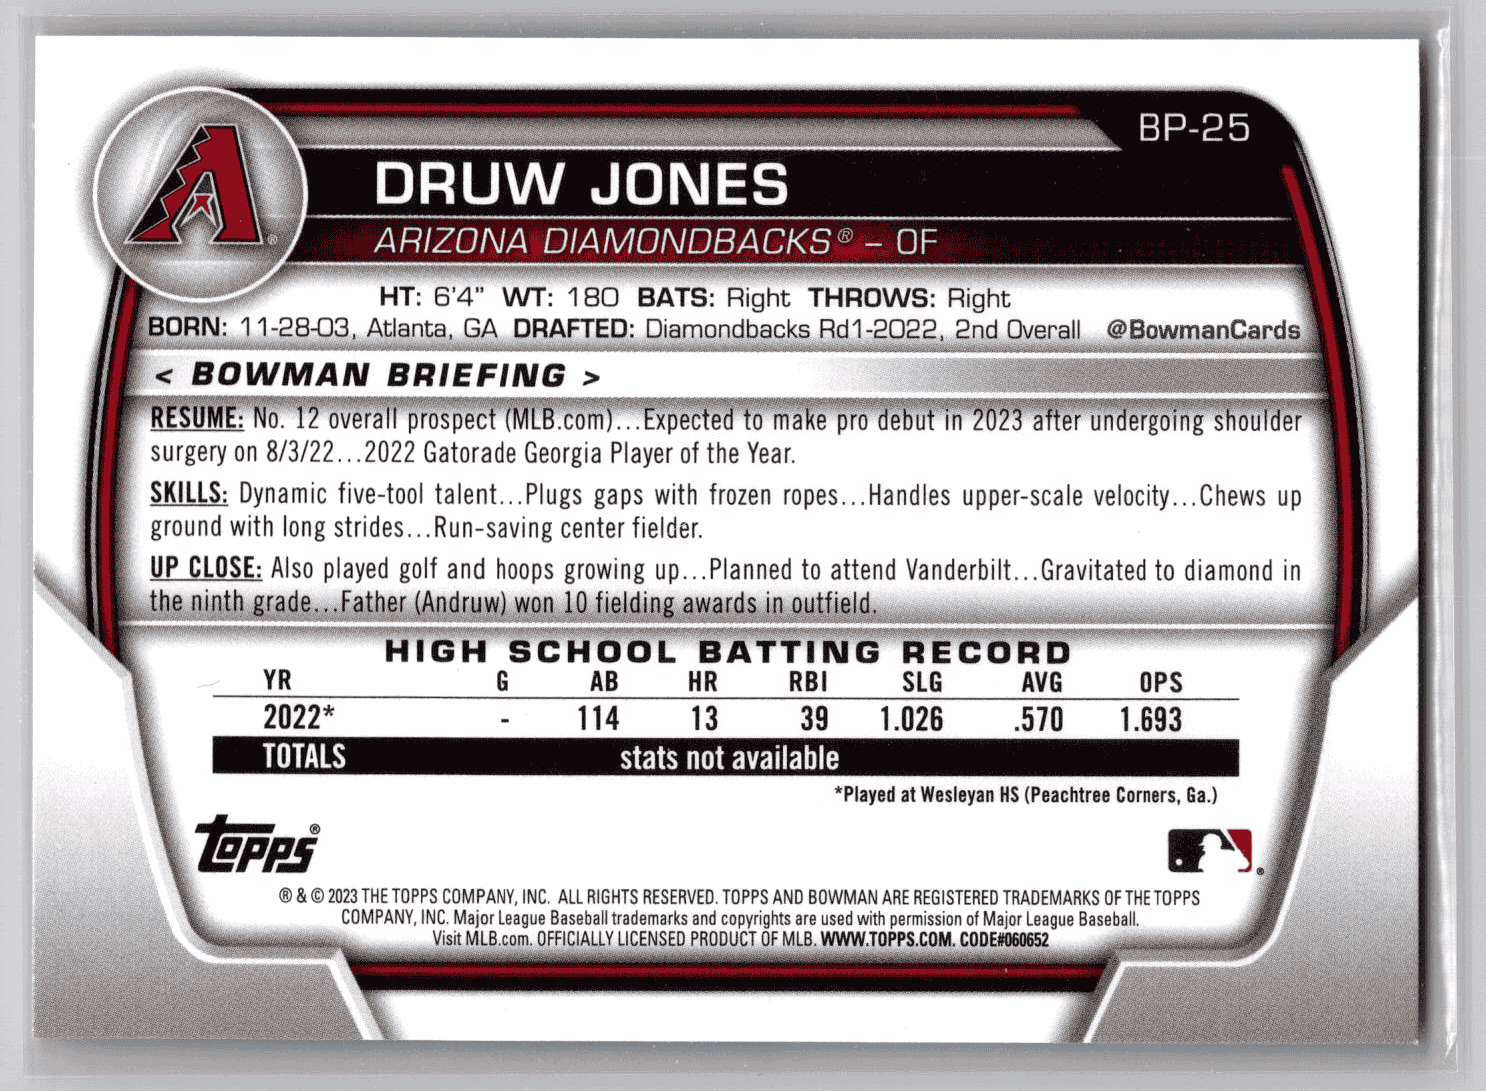 BP-25
DRUW JONES
ARIZONA DIAMONDBACKS® – OF
HT: 6'4" WT: 180 BATS: Right THROWS: Right
BORN: 11-28-03, Atlanta, GA DRAFTED: Diamondbacks Rd1-2022, 2nd Overall @BowmanCards
< BOWMAN BRIEFING >
RESUME: No. 12 overall prospect (MLB.com)...Expected to make pro debut in 2023 after undergoing shoulder
surgery on 8/3/22...2022 Gatorade Georgia Player of the Year.
SKILLS: Dynamic five-tool talent...Plugs gaps with frozen ropes...Handles upper-scale velocity...Chews up
ground with long strides...Run-saving center fielder.
UP CLOSE: Also played golf and hoops growing up...Planned to attend Vanderbilt...Gravitated to diamond in
the ninth grade...Father (Andruw) won 10 fielding awards in outfield.
HIGH SCHOOL BATTING RECORD
YR G AB HR RBI SLG AVG OPS
2022* - 114 13 39 1.026 .570 1.693
TOTALS stats not available
*Played at Wesleyan HS (Peachtree Corners, Ga.)
topps®
® & © 2023 THE TOPPS COMPANY, INC. ALL RIGHTS RESERVED. TOPPS AND BOWMAN ARE REGISTERED TRADEMARKS OF THE TOPPS
COMPANY, INC. Major League Baseball trademarks and copyrights are used with permission of Major League Baseball.
Visit MLB.com. OFFICIALLY LICENSED PRODUCT OF MLB. WWW.TOPPS.COM. CODE#060652